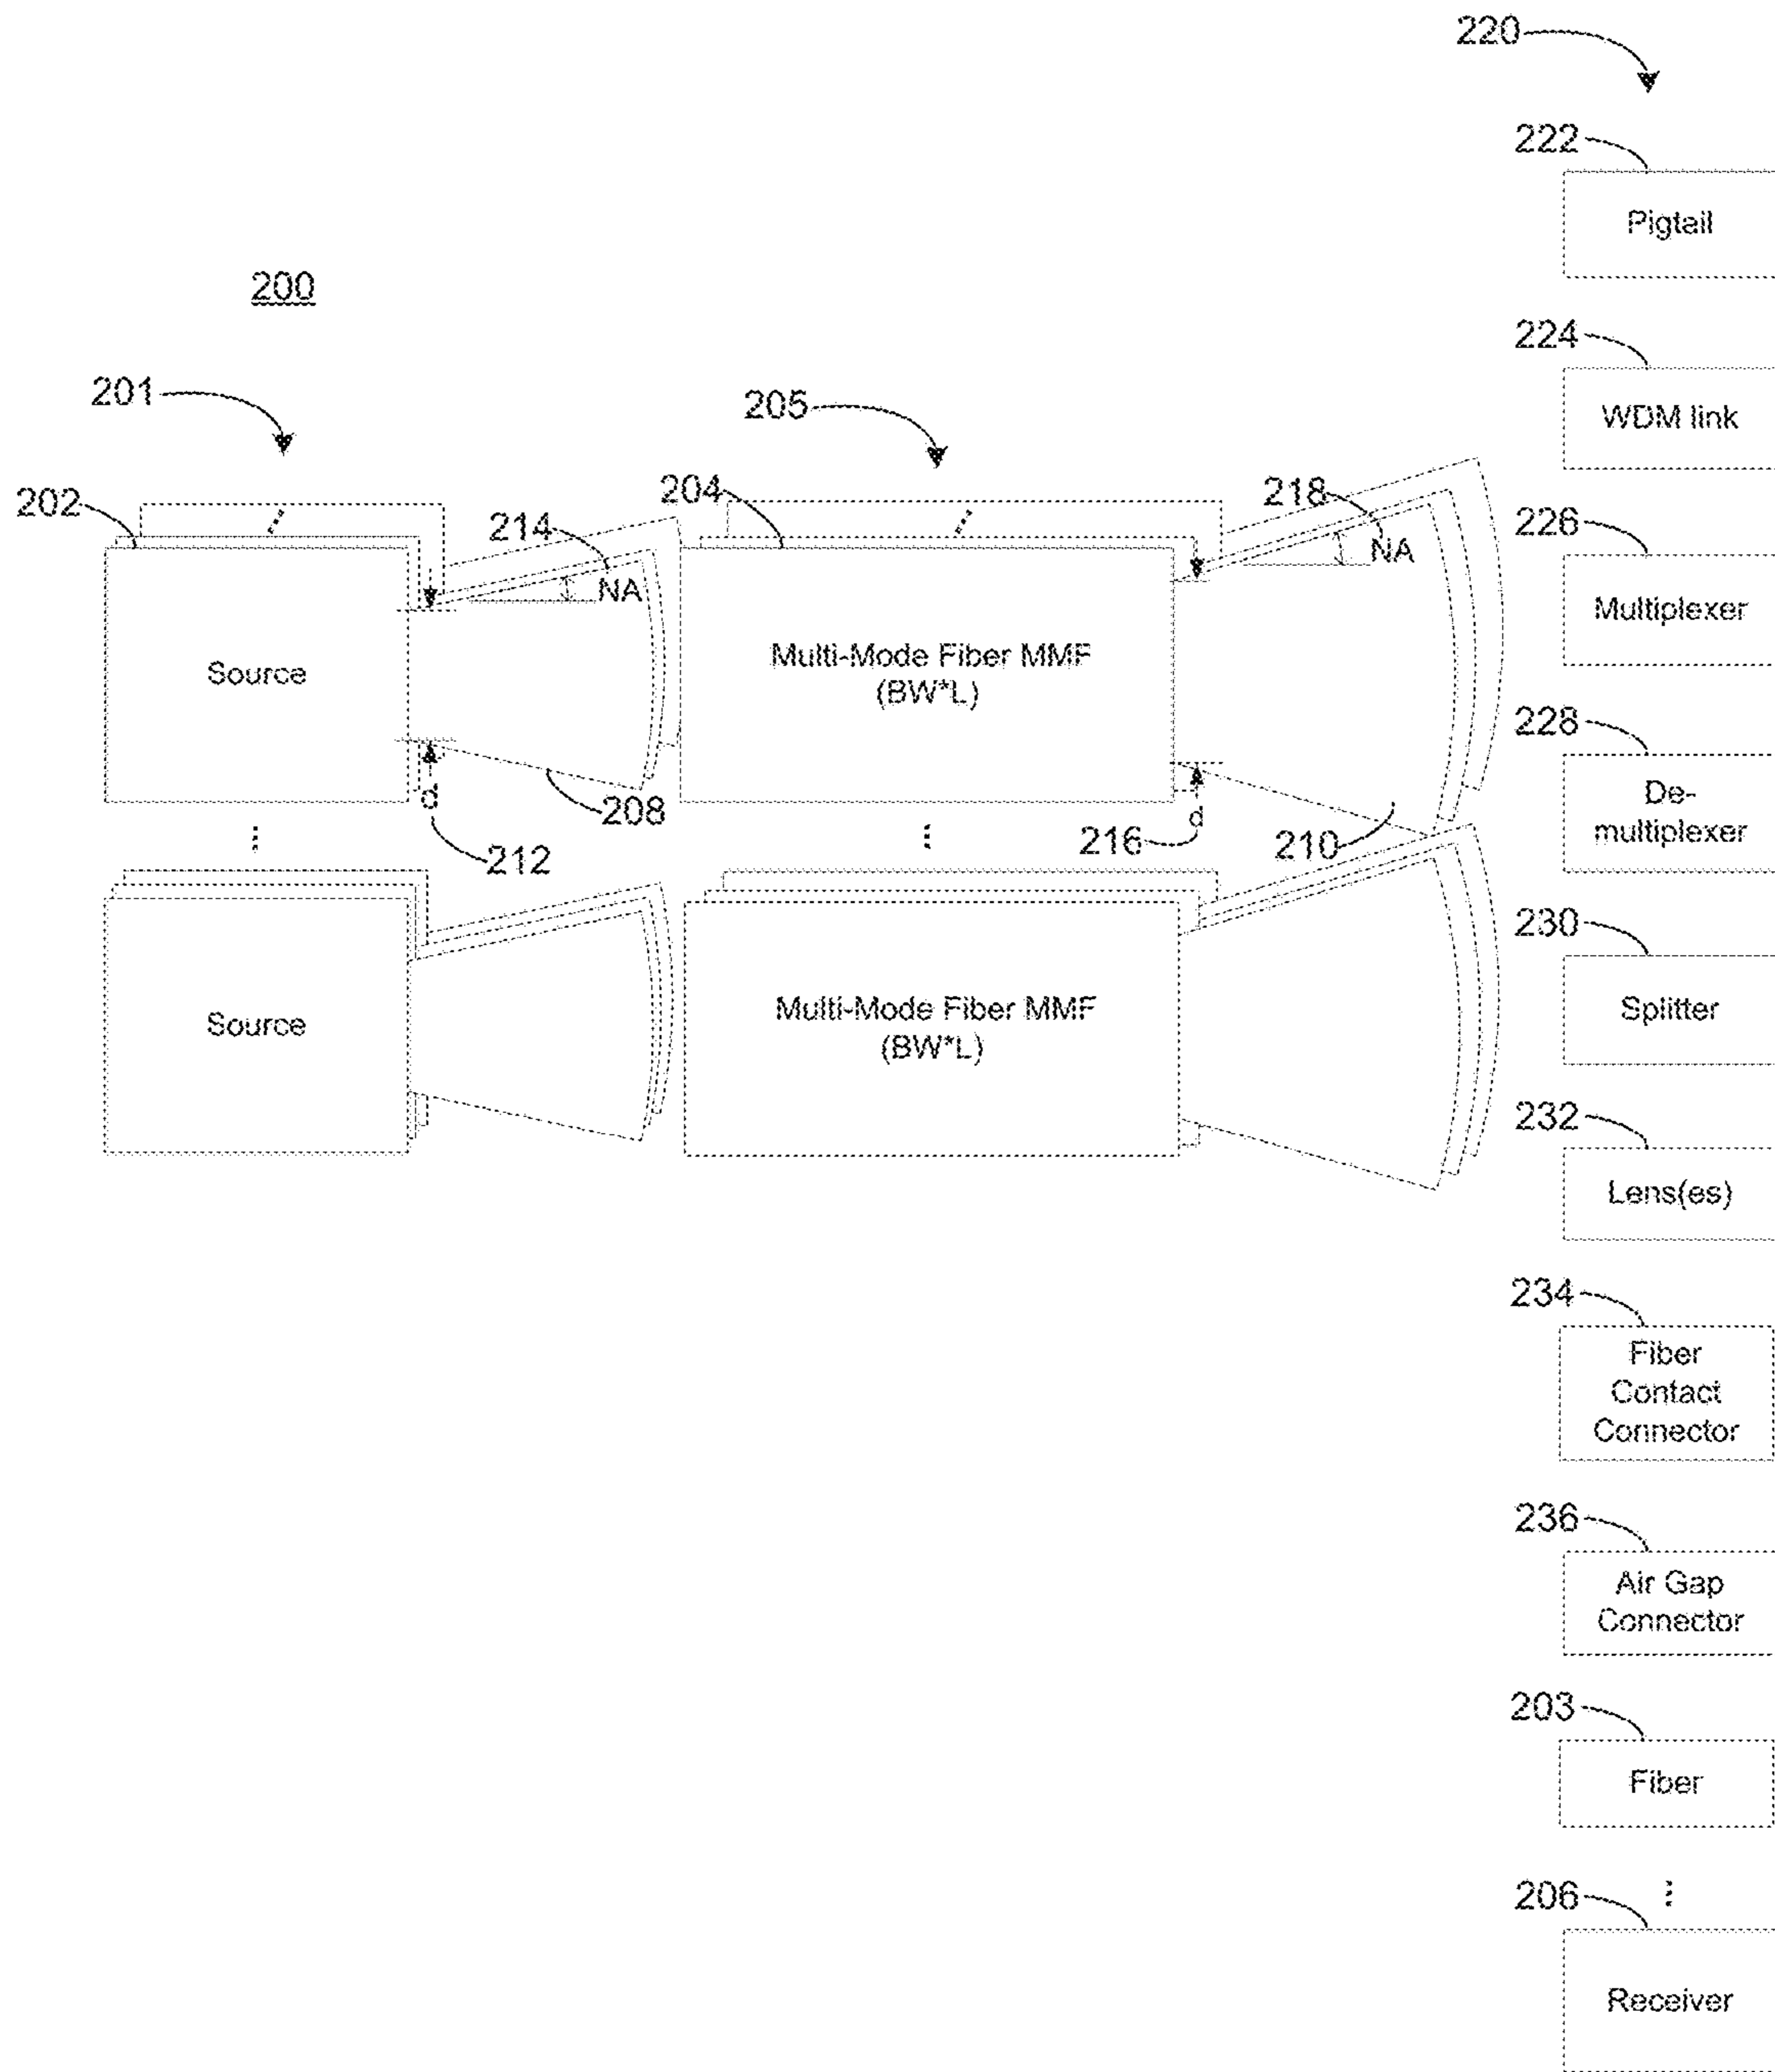 220
222
Pigtail
200
224
WDM link
201
205
202
214
NA
204
218
NA
226
Multiplexer
Source
Multi-Mode Fiber MMF
(BW*L)
228
De-
multiplexer
d
208
212
d
216
210
230
Splitter
Source
Multi-Mode Fiber MMF
(BW*L)
232
Lens(es)
234
Fiber
Contact
Connector
236
Air Gap
Connector
203
Fiber
206
Receiver